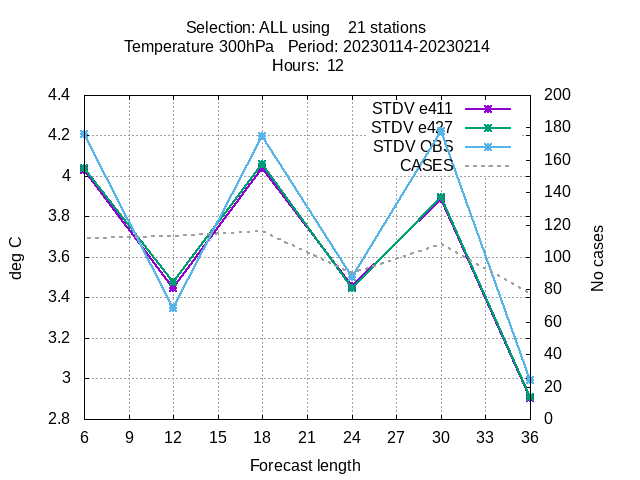 Selection: ALL using    21 stations
Temperature 300hPa   Period: 20230114-20230214
Hours:  12
4.4
4.2
4
3.8
3.6
3.4
3.2
3
2.8
deg C
STDV e411
STDV e427
STDV OBS
CASES
200
180
160
140
120
100
80
60
40
20
0
No cases
6 9 12 15 18 21 24 27 30 33 36
Forecast length